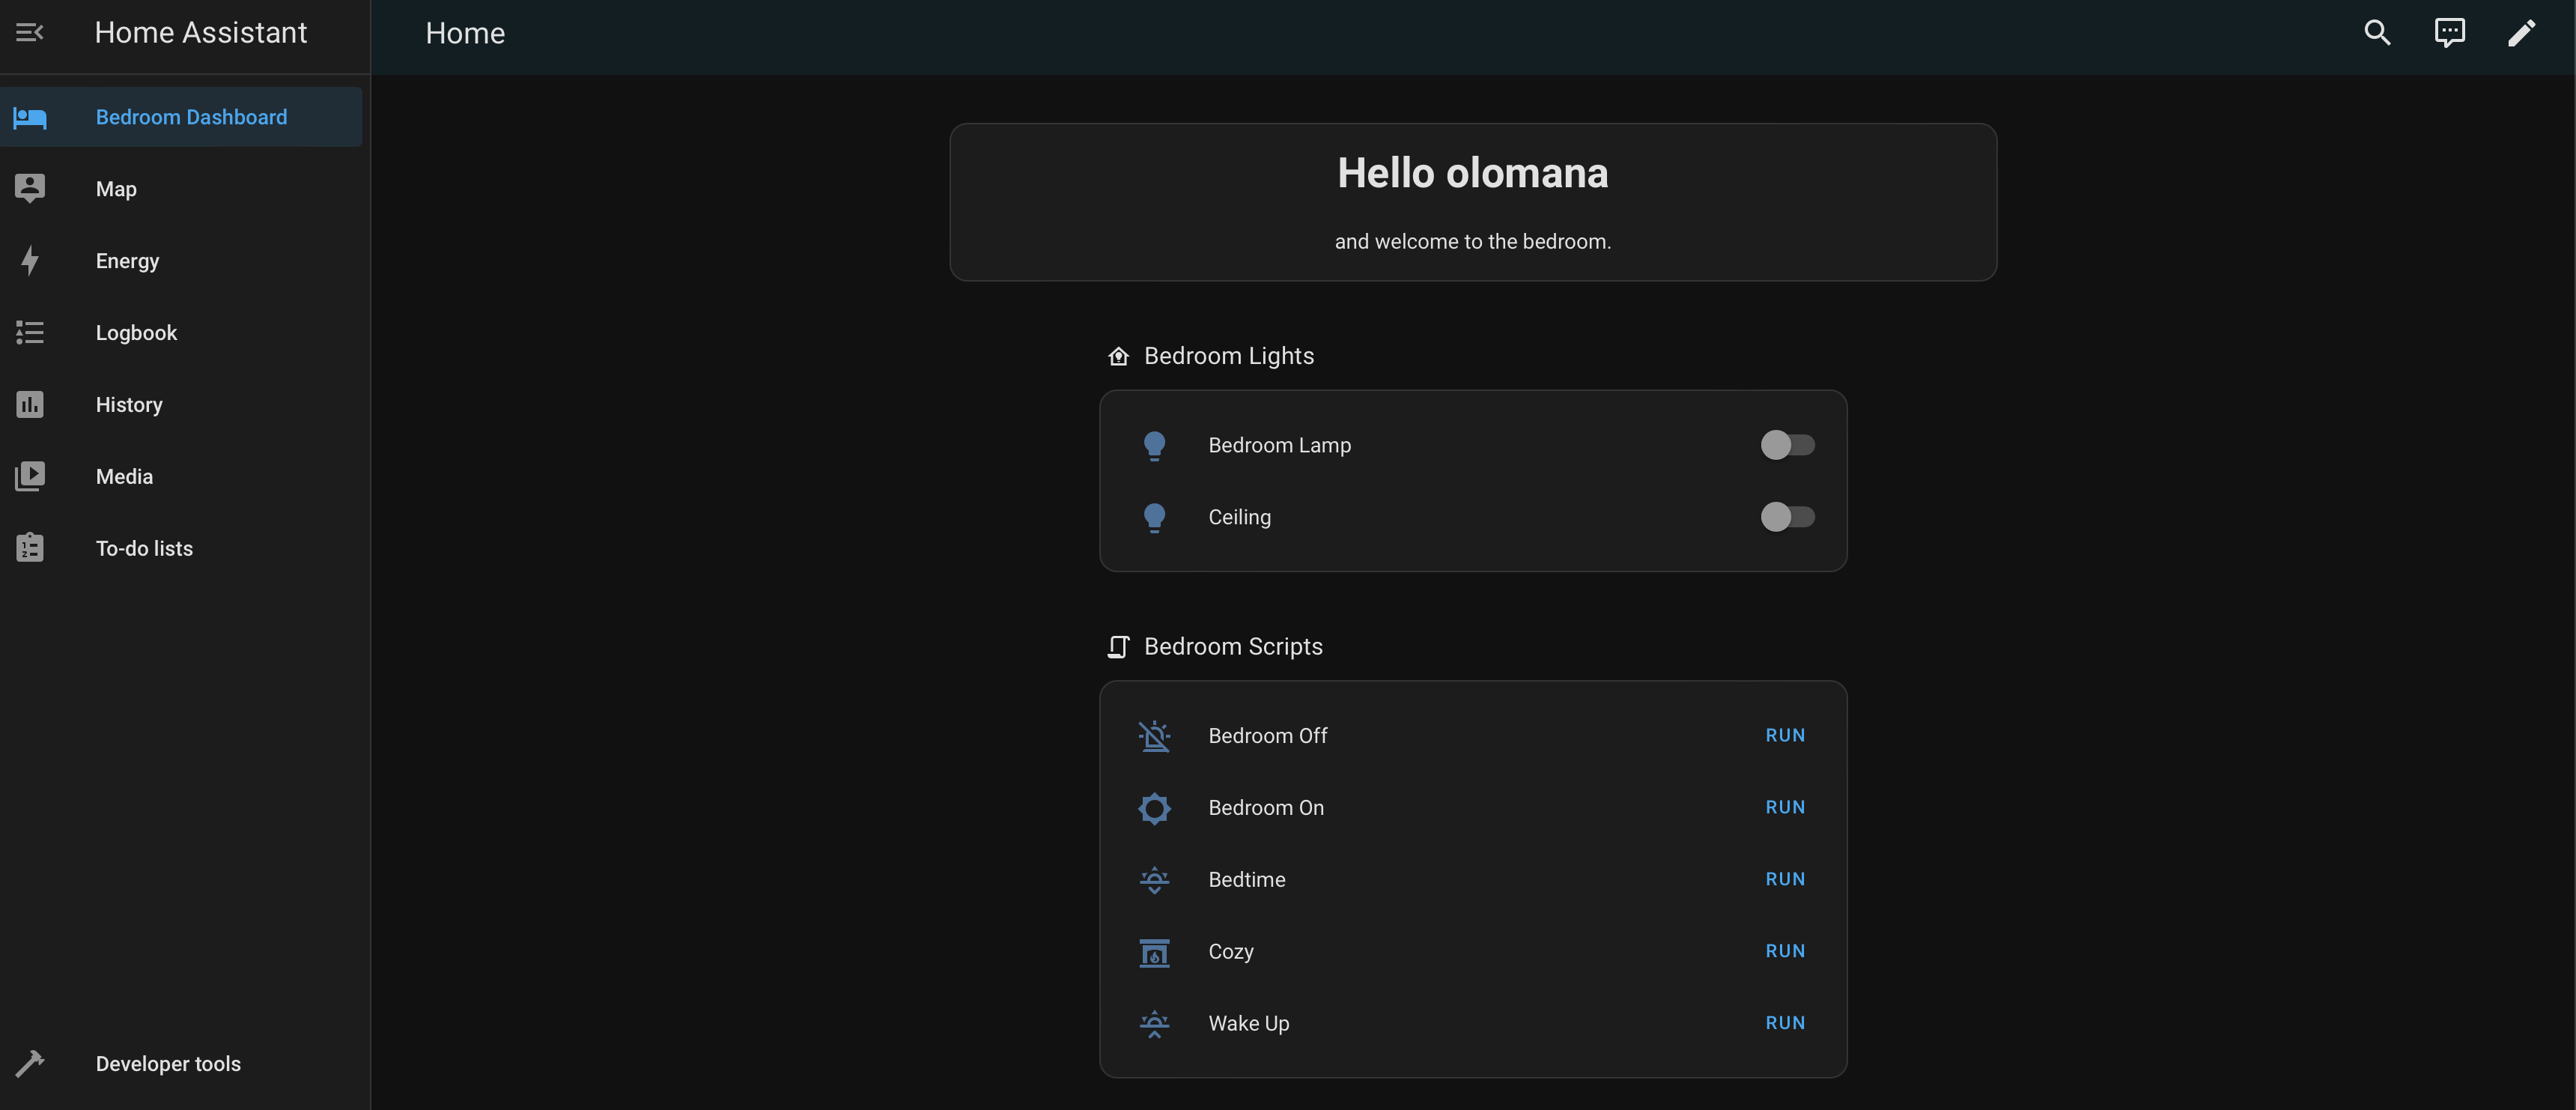 Home Assistant
Home
Bedroom Dashboard
Map
Energy
Logbook
History
Media
To-do lists
Developer tools
Hello olomana
and welcome to the bedroom.
Bedroom Lights
Bedroom Lamp
Ceiling
Bedroom Scripts
Bedroom Off RUN
Bedroom On RUN
Bedtime RUN
Cozy RUN
Wake Up RUN